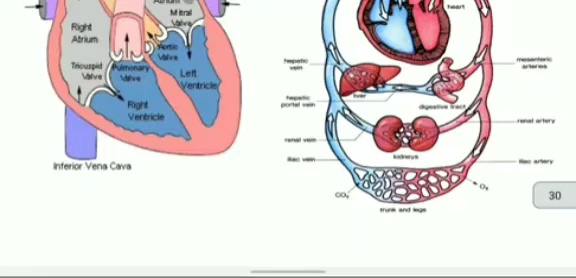 Atrium
Mitral
Valve
Right
Atrium
Aortic
Valve
Tricuspid
Valve
Pulmonary
Valve
Left
Ventricle
Right
Ventricle
Inferior Vena Cava
heart
hepatic
vein
mesenteric
arteries
liver
hepatic
portal vein
digestive tract
renal artery
renal vein
kidneys
iliac vein
iliac artery
CO₂
O₂
trunk and legs
30